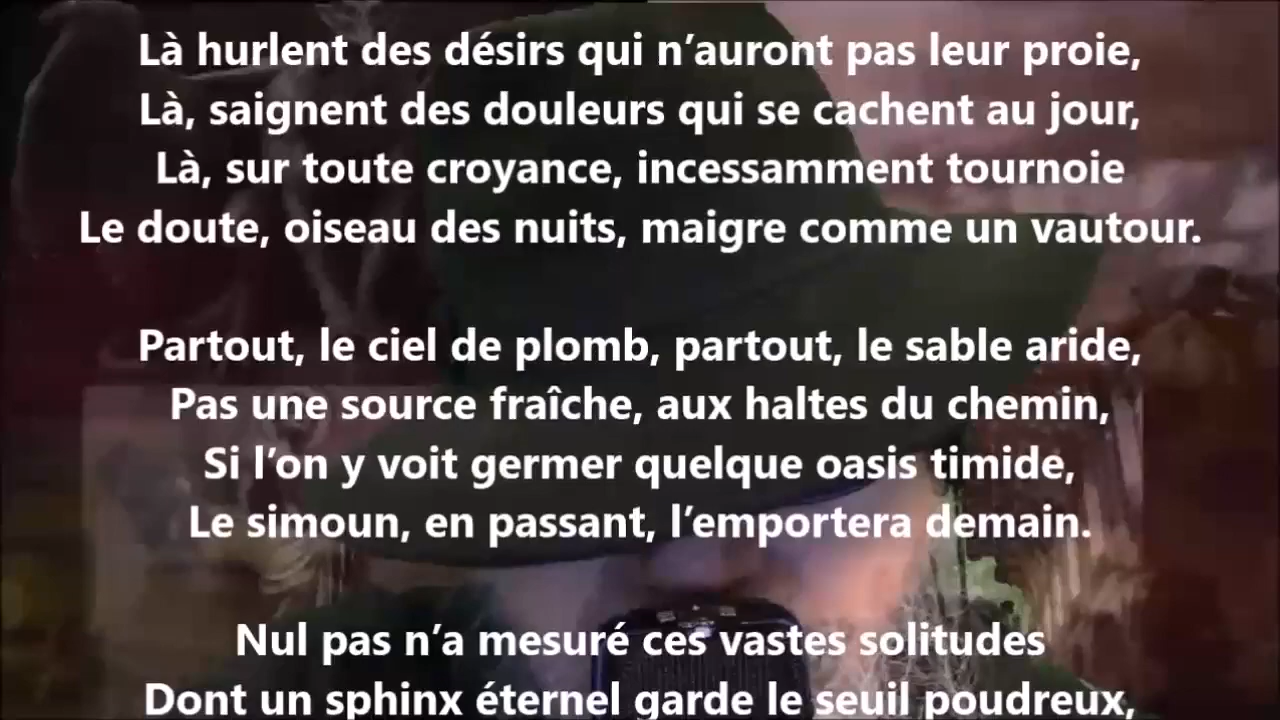 Là hurlent des désirs qui n’auront pas leur proie,
Là, saignent des douleurs qui se cachent au jour,
Là, sur toute croyance, incessamment tournoie
Le doute, oiseau des nuits, maigre comme un vautour.
Partout, le ciel de plomb, partout, le sable aride,
Pas une source fraîche, aux haltes du chemin,
Si l’on y voit germer quelque oasis timide,
Le simoun, en passant, l’emportera demain.
Nul pas n’a mesuré ces vastes solitudes
Dont un sphinx éternel garde le seuil poudreux,